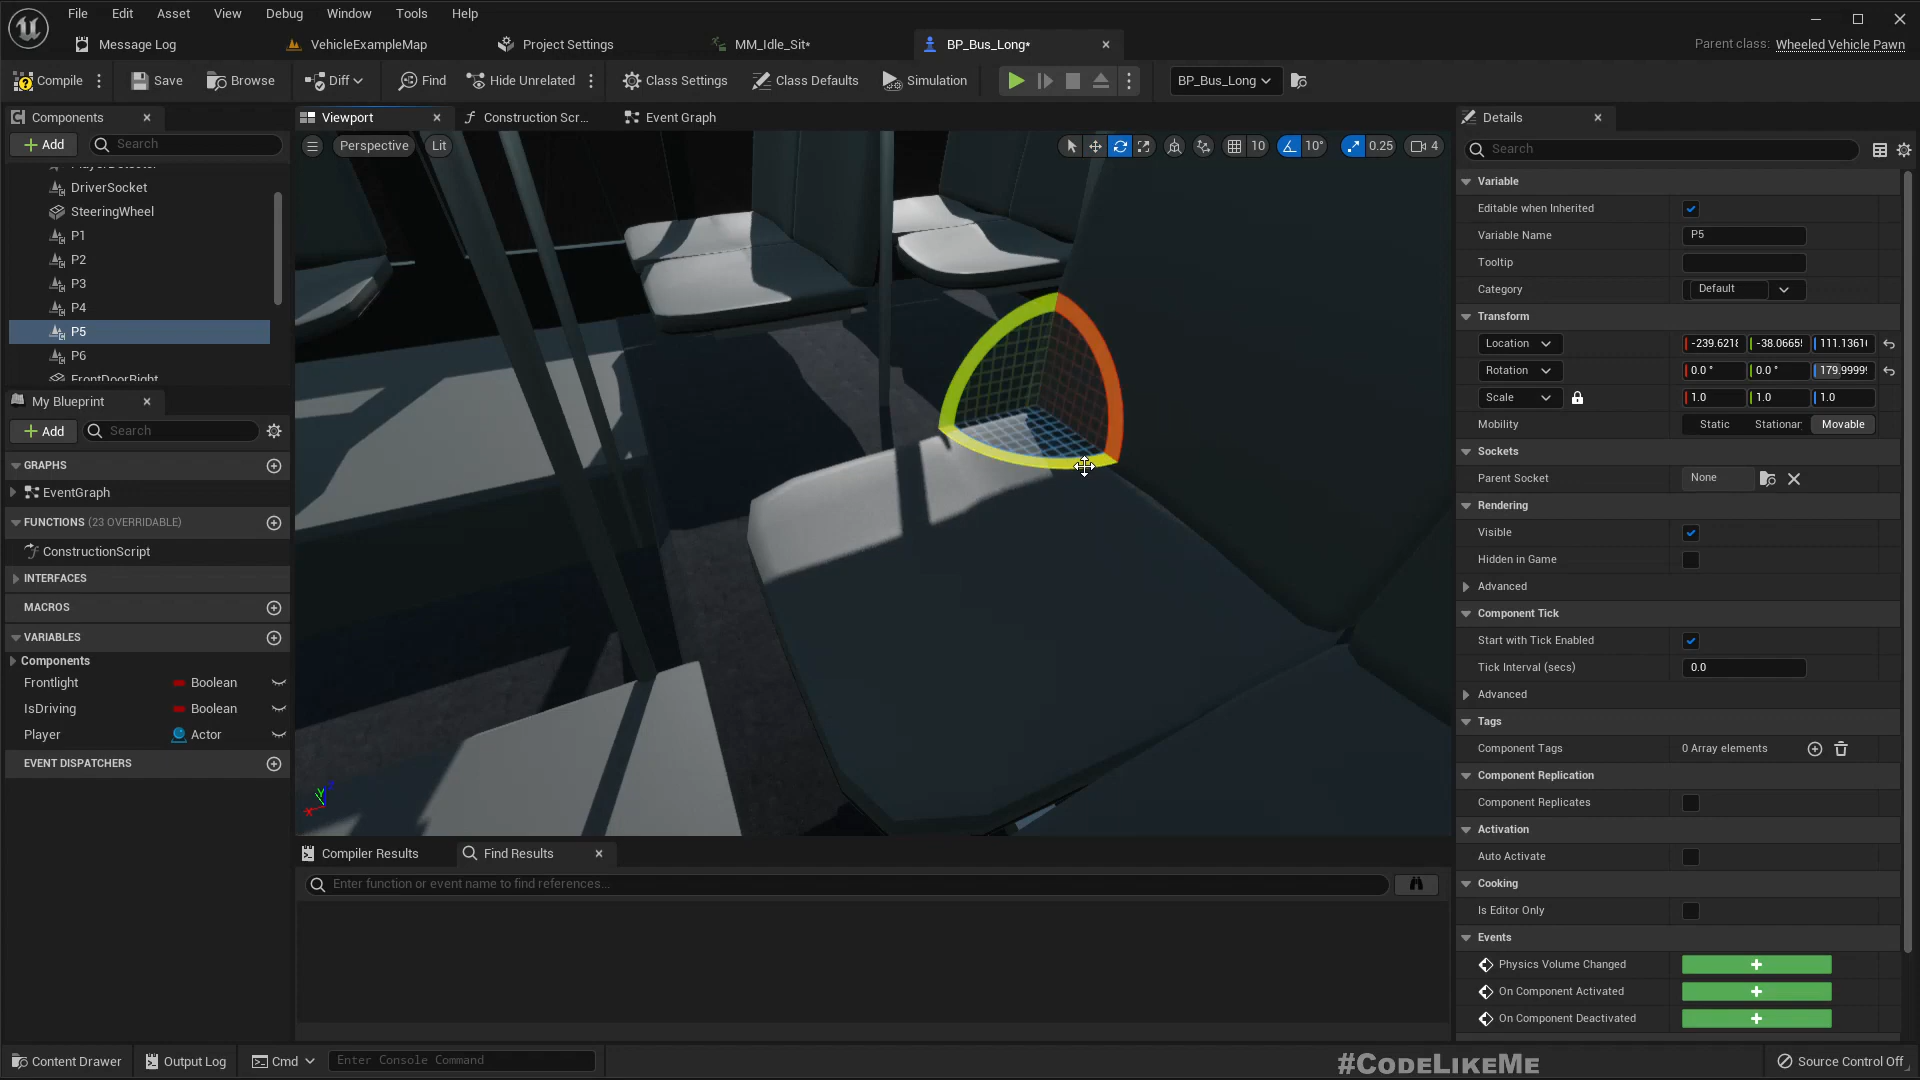 File Edit Asset View Debug Window Tools Help
Message Log VehicleExampleMap Project Settings MM_Idle_Sit* BP_Bus_Long* Parent class: Wheeled Vehicle Pawn
Compile Save Browse Diff Find Hide Unrelated Class Settings Class Defaults Simulation BP_Bus_Long
Components Viewport Construction Scr... Event Graph Details
Add Search Perspective Lit 10 10° 0.25 4 Search
DriverSocket
SteeringWheel
P1
P2
P3
P4
P5
P6
FrontDoorRight
My Blueprint
Add Search
GRAPHS
EventGraph
FUNCTIONS (23 OVERRIDABLE)
ConstructionScript
INTERFACES
MACROS
VARIABLES
Components
Frontlight Boolean
IsDriving Boolean
Player Actor
EVENT DISPATCHERS
Variable
Editable when Inherited
Variable Name P5
Tooltip
Category Default
Transform
Location -239.6218 -38.0665
Rotation 0.0 ° 0.0 ° 179.9999
Scale 1.0 1.0 1.0
Mobility Static Stationar Movable
Sockets
Parent Socket None
Rendering
Visible
Hidden in Game
Advanced
Component Tick
Start with Tick Enabled
Tick Interval (secs) 0.0
Advanced
Tags
Component Tags 0 Array elements
Component Replication
Component Replicates
Activation
Auto Activate
Cooking
Is Editor Only
Events
Physics Volume Changed
On Component Activated
On Component Deactivated
Compiler Results Find Results
Enter function or event name to find references...
Content Drawer Output Log Cmd Enter Console Command #CODELIKEME Source Control Off